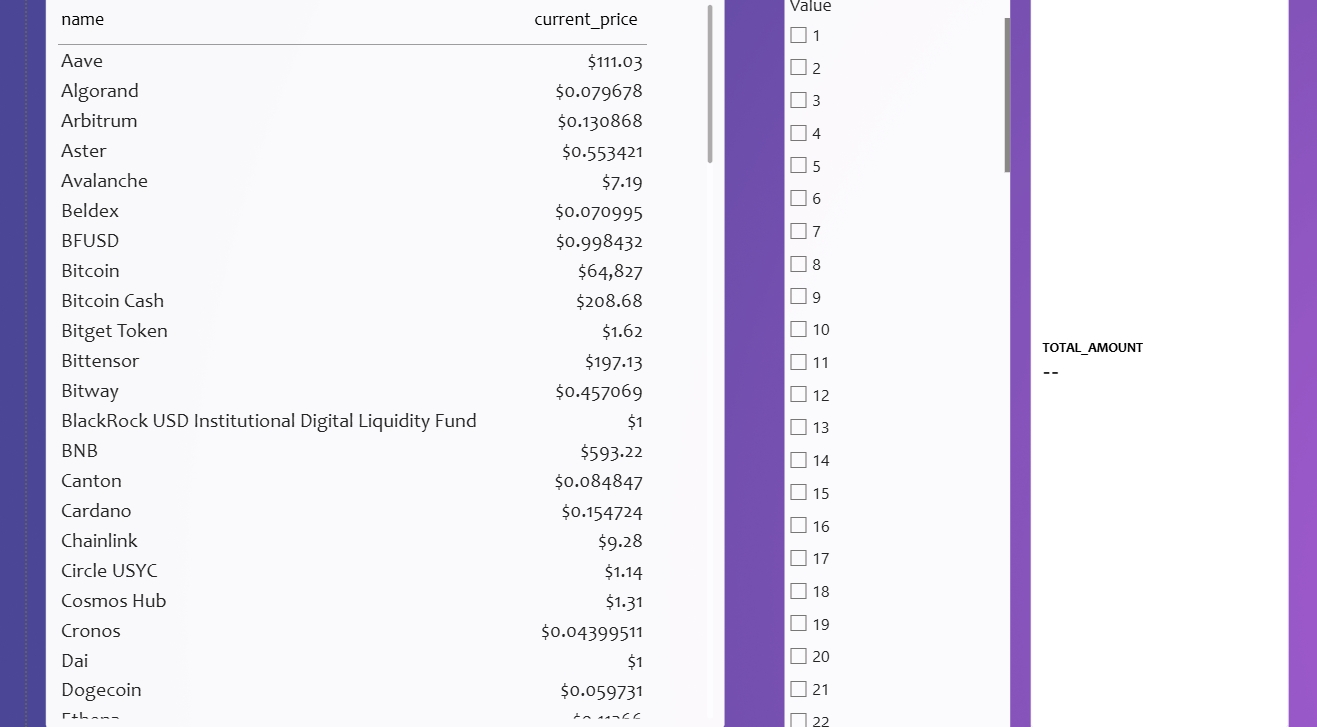 name current_price
Aave $111.03
Algorand $0.079678
Arbitrum $0.130868
Aster $0.553421
Avalanche $7.19
Beldex $0.070995
BFUSD $0.998432
Bitcoin $64,827
Bitcoin Cash $208.68
Bitget Token $1.62
Bittensor $197.13
Bitway $0.457069
BlackRock USD Institutional Digital Liquidity Fund $1
BNB $593.22
Canton $0.084847
Cardano $0.154724
Chainlink $9.28
Circle USYC $1.14
Cosmos Hub $1.31
Cronos $0.04399511
Dai $1
Dogecoin $0.059731
Value
1
2
3
4
5
6
7
8
9
10
11
12
13
14
15
16
17
18
19
20
21
22
TOTAL_AMOUNT
--